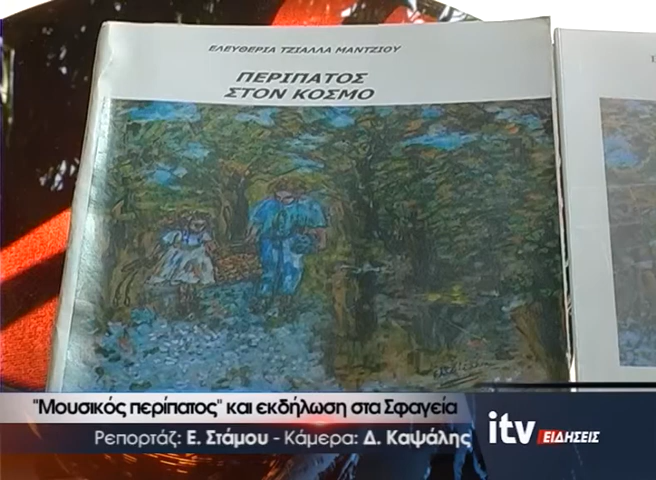 ΕΛΕΥΘΕΡΙΑ ΤΖΙΑΛΛΑ ΜΑΝΤΖΙΟΥ
ΠΕΡΙΠΑΤΟΣ
ΣΤΟΝ ΚΟΣΜΟ
"Μουσικός περίπατος" και εκδήλωση στα Σφαγεία
Ρεπορτάζ: Ε. Στάμου - Κάμερα: Δ. Καψάλης
itv ΕΙΔΗΣΕΙΣ